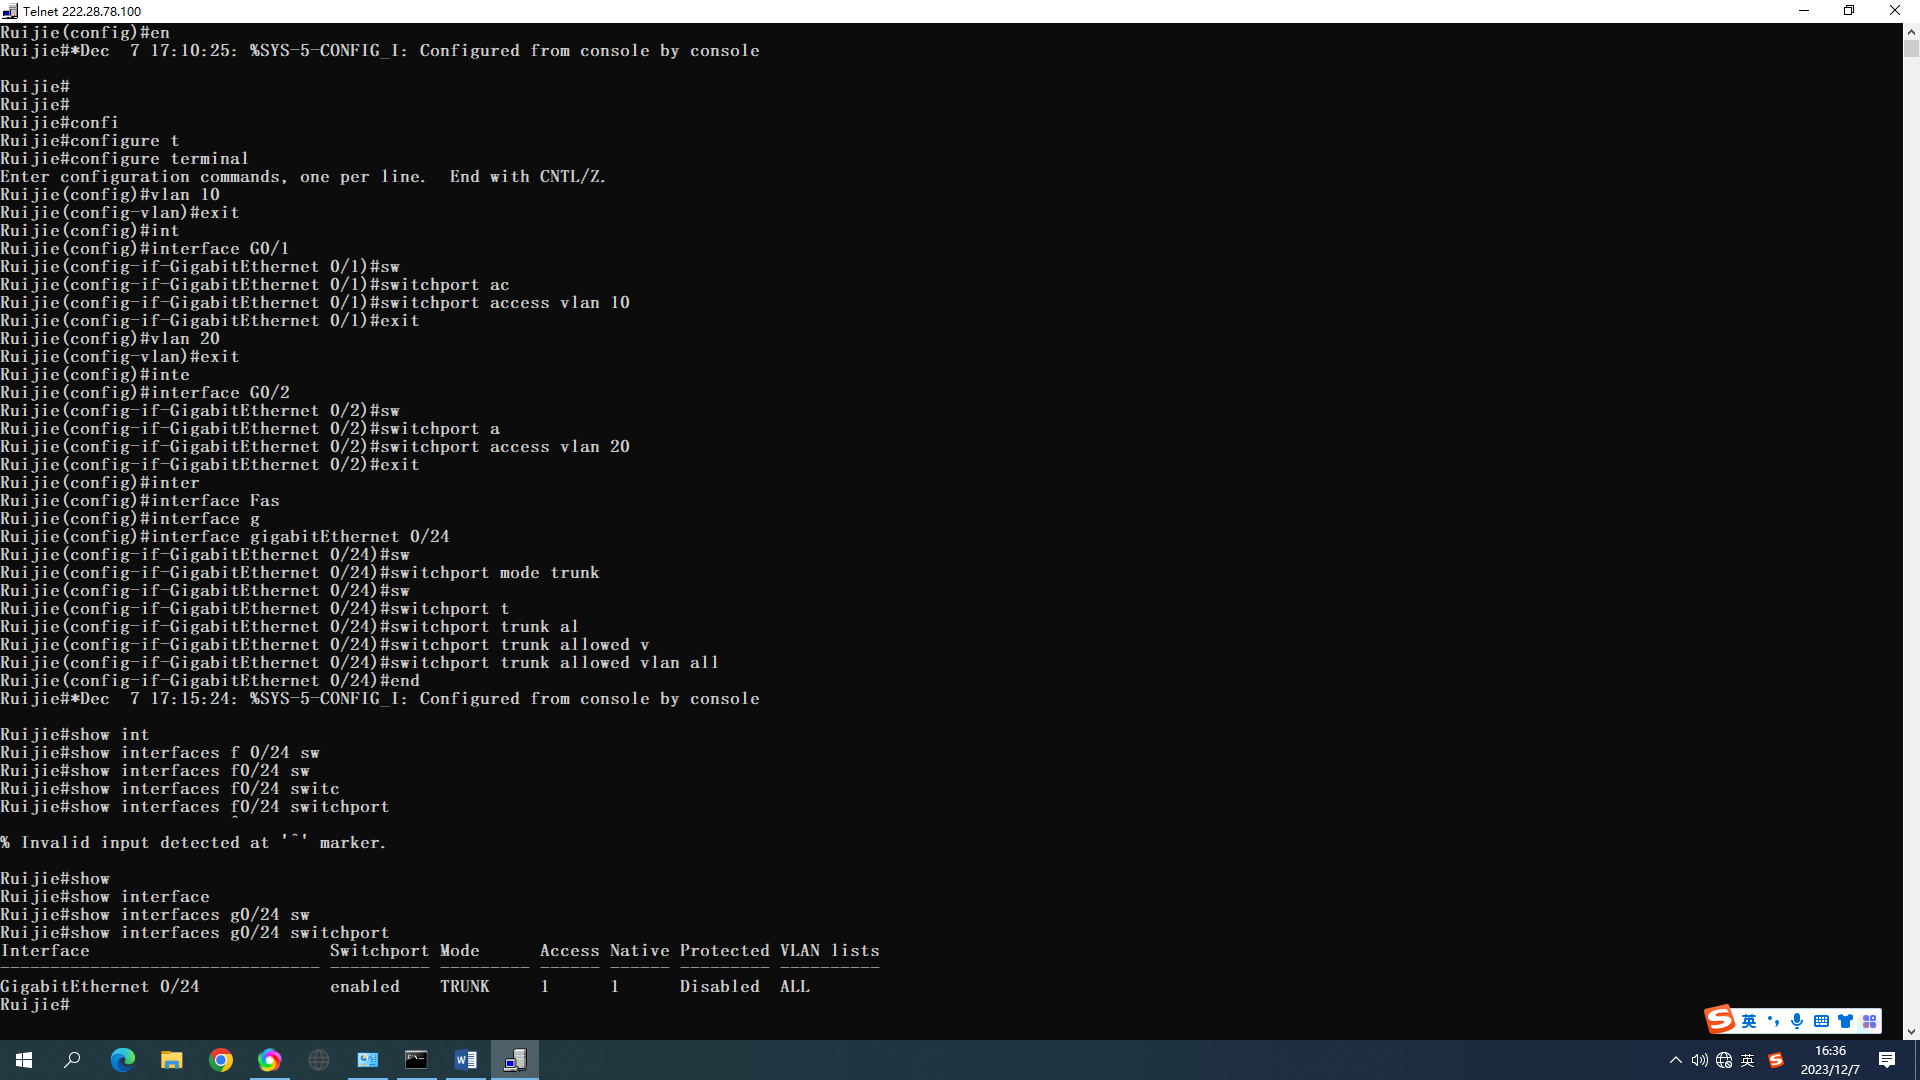 Telnet 222.28.78.100
Ruijie(config)#en
Ruijie#*Dec  7 17:10:25: %SYS-5-CONFIG_I: Configured from console by console
Ruijie#
Ruijie#
Ruijie#confi
Ruijie#configure t
Ruijie#configure terminal
Enter configuration commands, one per line.  End with CNTL/Z.
Ruijie(config)#vlan 10
Ruijie(config-vlan)#exit
Ruijie(config)#int
Ruijie(config)#interface G0/1
Ruijie(config-if-GigabitEthernet 0/1)#sw
Ruijie(config-if-GigabitEthernet 0/1)#switchport ac
Ruijie(config-if-GigabitEthernet 0/1)#switchport access vlan 10
Ruijie(config-if-GigabitEthernet 0/1)#exit
Ruijie(config)#vlan 20
Ruijie(config-vlan)#exit
Ruijie(config)#inte
Ruijie(config)#interface G0/2
Ruijie(config-if-GigabitEthernet 0/2)#sw
Ruijie(config-if-GigabitEthernet 0/2)#switchport a
Ruijie(config-if-GigabitEthernet 0/2)#switchport access vlan 20
Ruijie(config-if-GigabitEthernet 0/2)#exit
Ruijie(config)#inter
Ruijie(config)#interface Fas
Ruijie(config)#interface g
Ruijie(config)#interface gigabitEthernet 0/24
Ruijie(config-if-GigabitEthernet 0/24)#sw
Ruijie(config-if-GigabitEthernet 0/24)#switchport mode trunk
Ruijie(config-if-GigabitEthernet 0/24)#sw
Ruijie(config-if-GigabitEthernet 0/24)#switchport t
Ruijie(config-if-GigabitEthernet 0/24)#switchport trunk al
Ruijie(config-if-GigabitEthernet 0/24)#switchport trunk allowed v
Ruijie(config-if-GigabitEthernet 0/24)#switchport trunk allowed vlan all
Ruijie(config-if-GigabitEthernet 0/24)#end
Ruijie#*Dec  7 17:15:24: %SYS-5-CONFIG_I: Configured from console by console
Ruijie#show int
Ruijie#show interfaces f 0/24 sw
Ruijie#show interfaces f0/24 sw
Ruijie#show interfaces f0/24 switc
Ruijie#show interfaces f0/24 switchport
^
% Invalid input detected at '^' marker.
Ruijie#show
Ruijie#show interface
Ruijie#show interfaces g0/24 sw
Ruijie#show interfaces g0/24 switchport
Interface                        Switchport Mode      Access Native Protected VLAN lists
-------------------------------- ---------- --------- ------ ------ --------- ----------
GigabitEthernet 0/24             enabled    TRUNK     1      1      Disabled  ALL
Ruijie#
英
英
16:36
2023/12/7